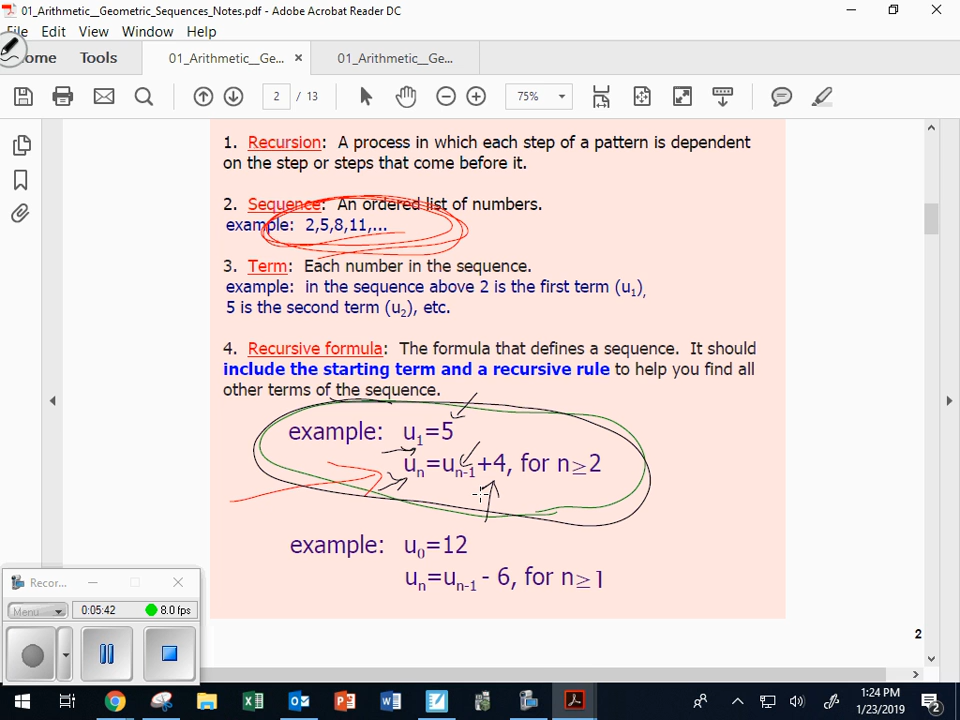 01_Arithmetic__Geometric_Sequences_Notes.pdf - Adobe Acrobat Reader DC
File Edit View Window Help
ome Tools 01_Arithmetic__Ge... × 01_Arithmetic__Ge...
2 / 13 75%
1. Recursion: A process in which each step of a pattern is dependent
on the step or steps that come before it.
2. Sequence: An ordered list of numbers.
example: 2,5,8,11,...
3. Term: Each number in the sequence.
example: in the sequence above 2 is the first term (u1),
5 is the second term (u2), etc.
4. Recursive formula: The formula that defines a sequence. It should
include the starting term and a recursive rule to help you find all
other terms of the sequence.
example: u1=5
un=un-1+4, for n≥2
example: u0=12
un=un-1 - 6, for n≥1
2
Recor...
Menu 0:05:42 8.0 fps
1:24 PM
1/23/2019
2